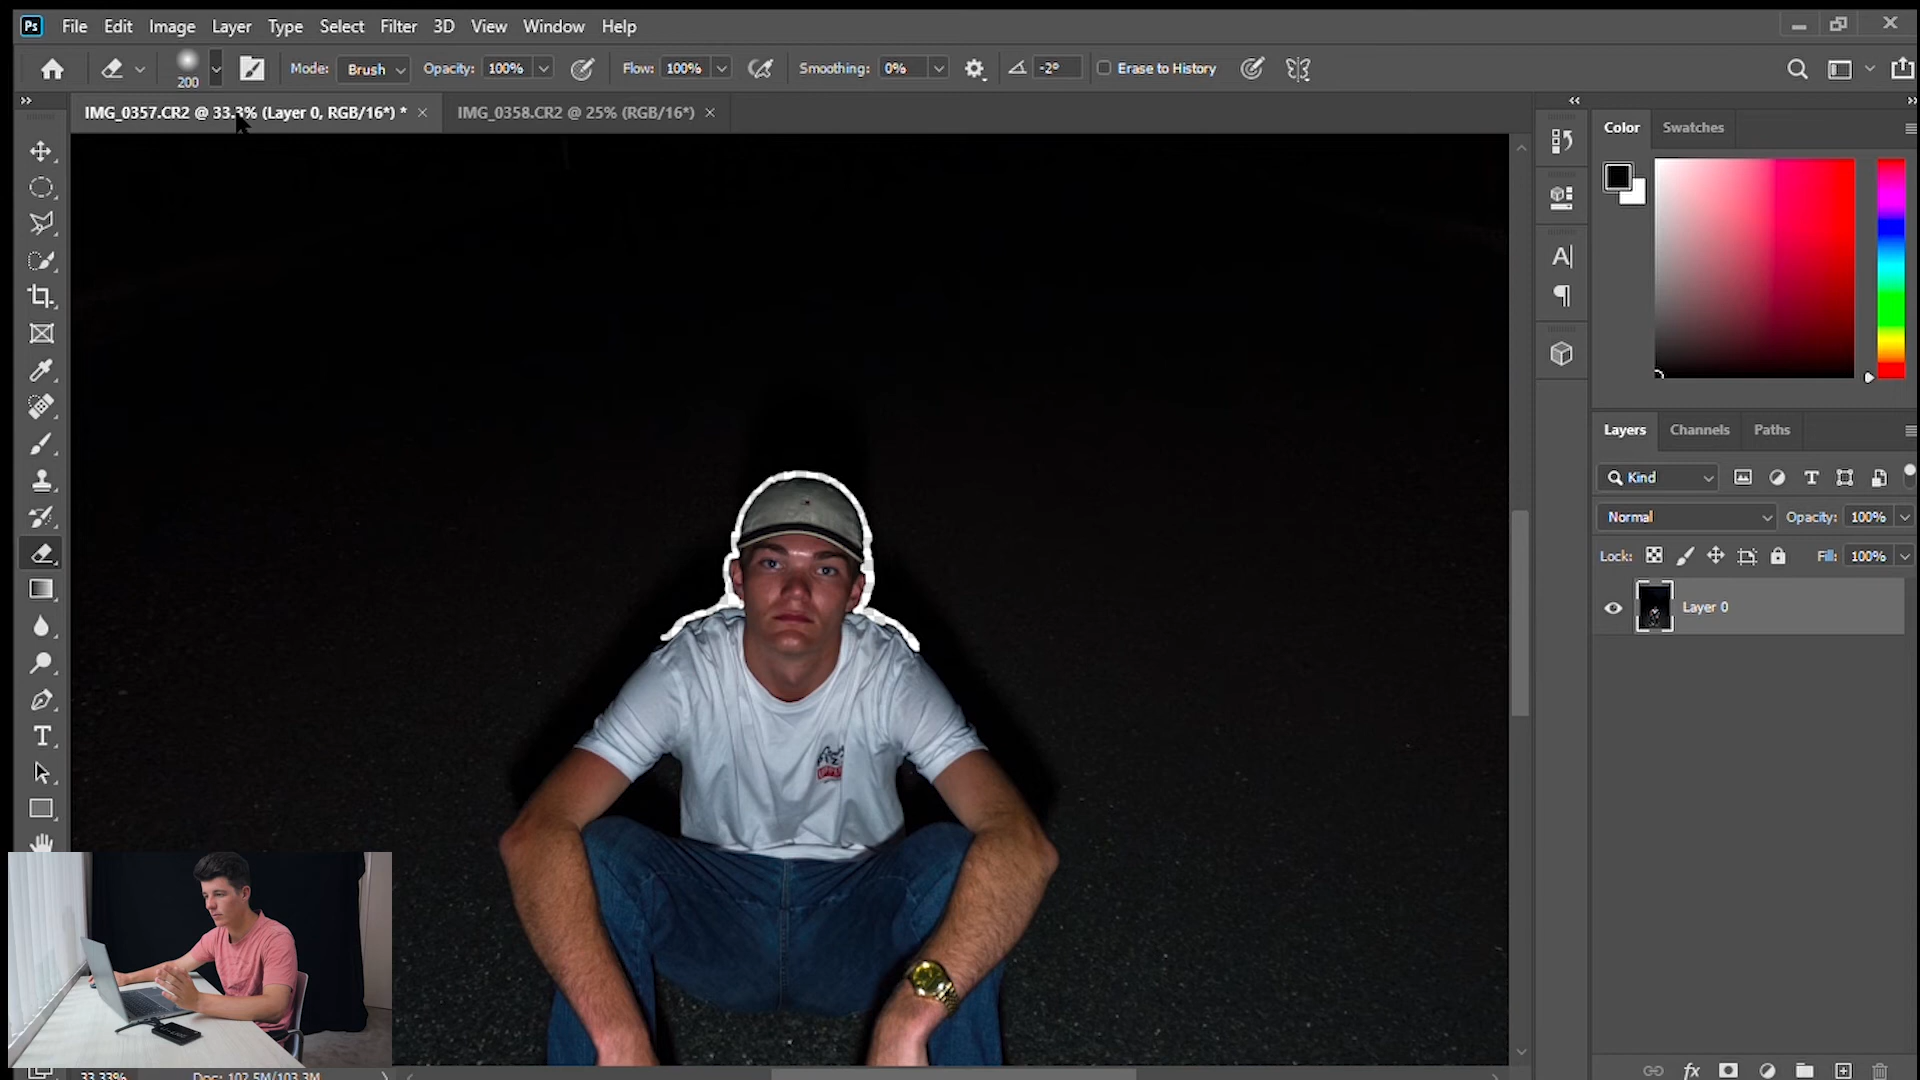 Ps File Edit Image Layer Type Select Filter 3D View Window Help
200 Mode: Brush Opacity: 100% Flow: 100% Smoothing: 0% -2° Erase to History
IMG_0357.CR2 @ 33.3% (Layer 0, RGB/16*) * IMG_0358.CR2 @ 25% (RGB/16*)
Color Swatches
Layers Channels Paths
Kind
Normal Opacity: 100%
Lock: Fill: 100%
Layer 0
33.33% Doc: 102.5M/103.3M
fx